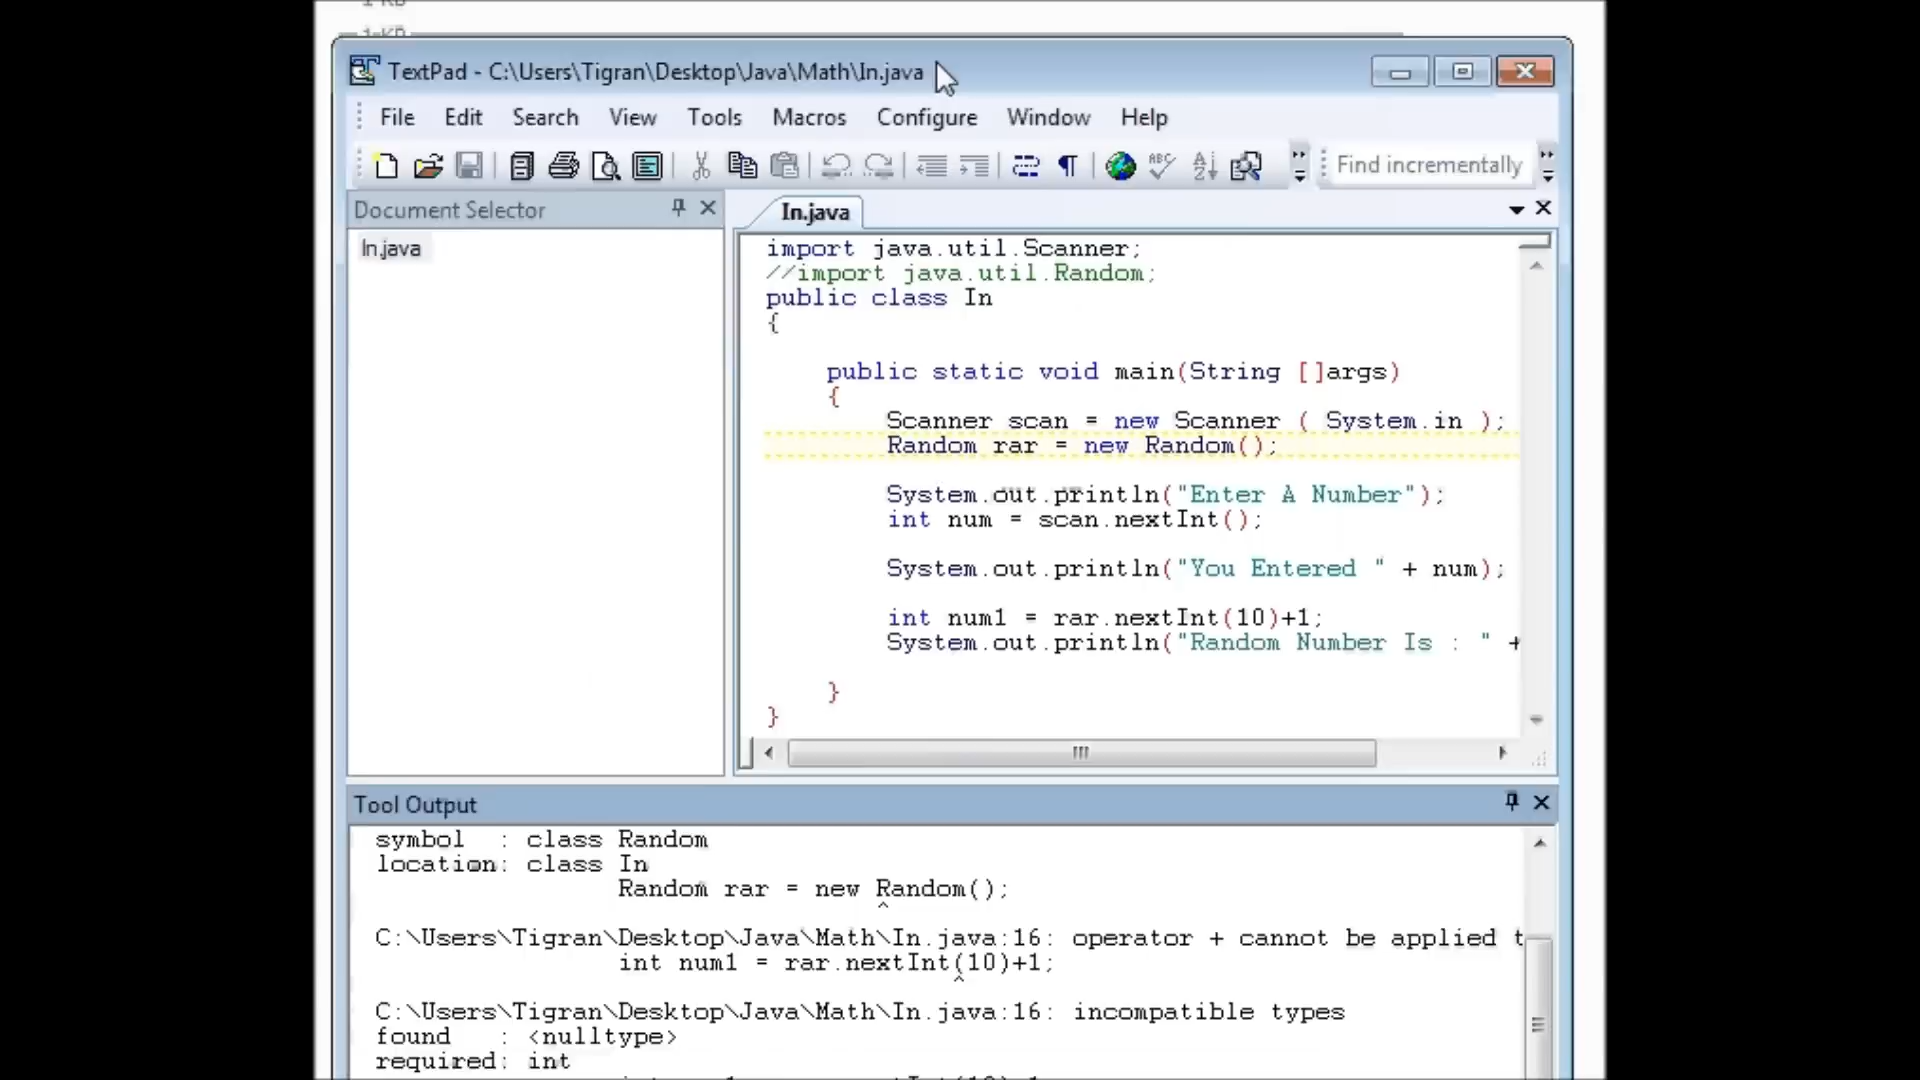 1 KB
TextPad - C:\Users\Tigran\Desktop\Java\Math\In.java
File Edit Search View Tools Macros Configure Window Help
Find incrementally
Document Selector
In.java
In.java
import java.util.Scanner;
//import java.util.Random;
public class In
{
public static void main(String []args)
{
Scanner scan = new Scanner ( System.in );
Random rar = new Random();
System.out.println("Enter A Number");
int num = scan.nextInt();
System.out.println("You Entered " + num);
int num1 = rar.nextInt(10)+1;
System.out.println("Random Number Is : " +
}
}
Tool Output
symbol : class Random
location: class In
Random rar = new Random();
^
C:\Users\Tigran\Desktop\Java\Math\In.java:16: operator + cannot be applied t
int num1 = rar.nextInt(10)+1;
^
C:\Users\Tigran\Desktop\Java\Math\In.java:16: incompatible types
found : <nulltype>
required: int